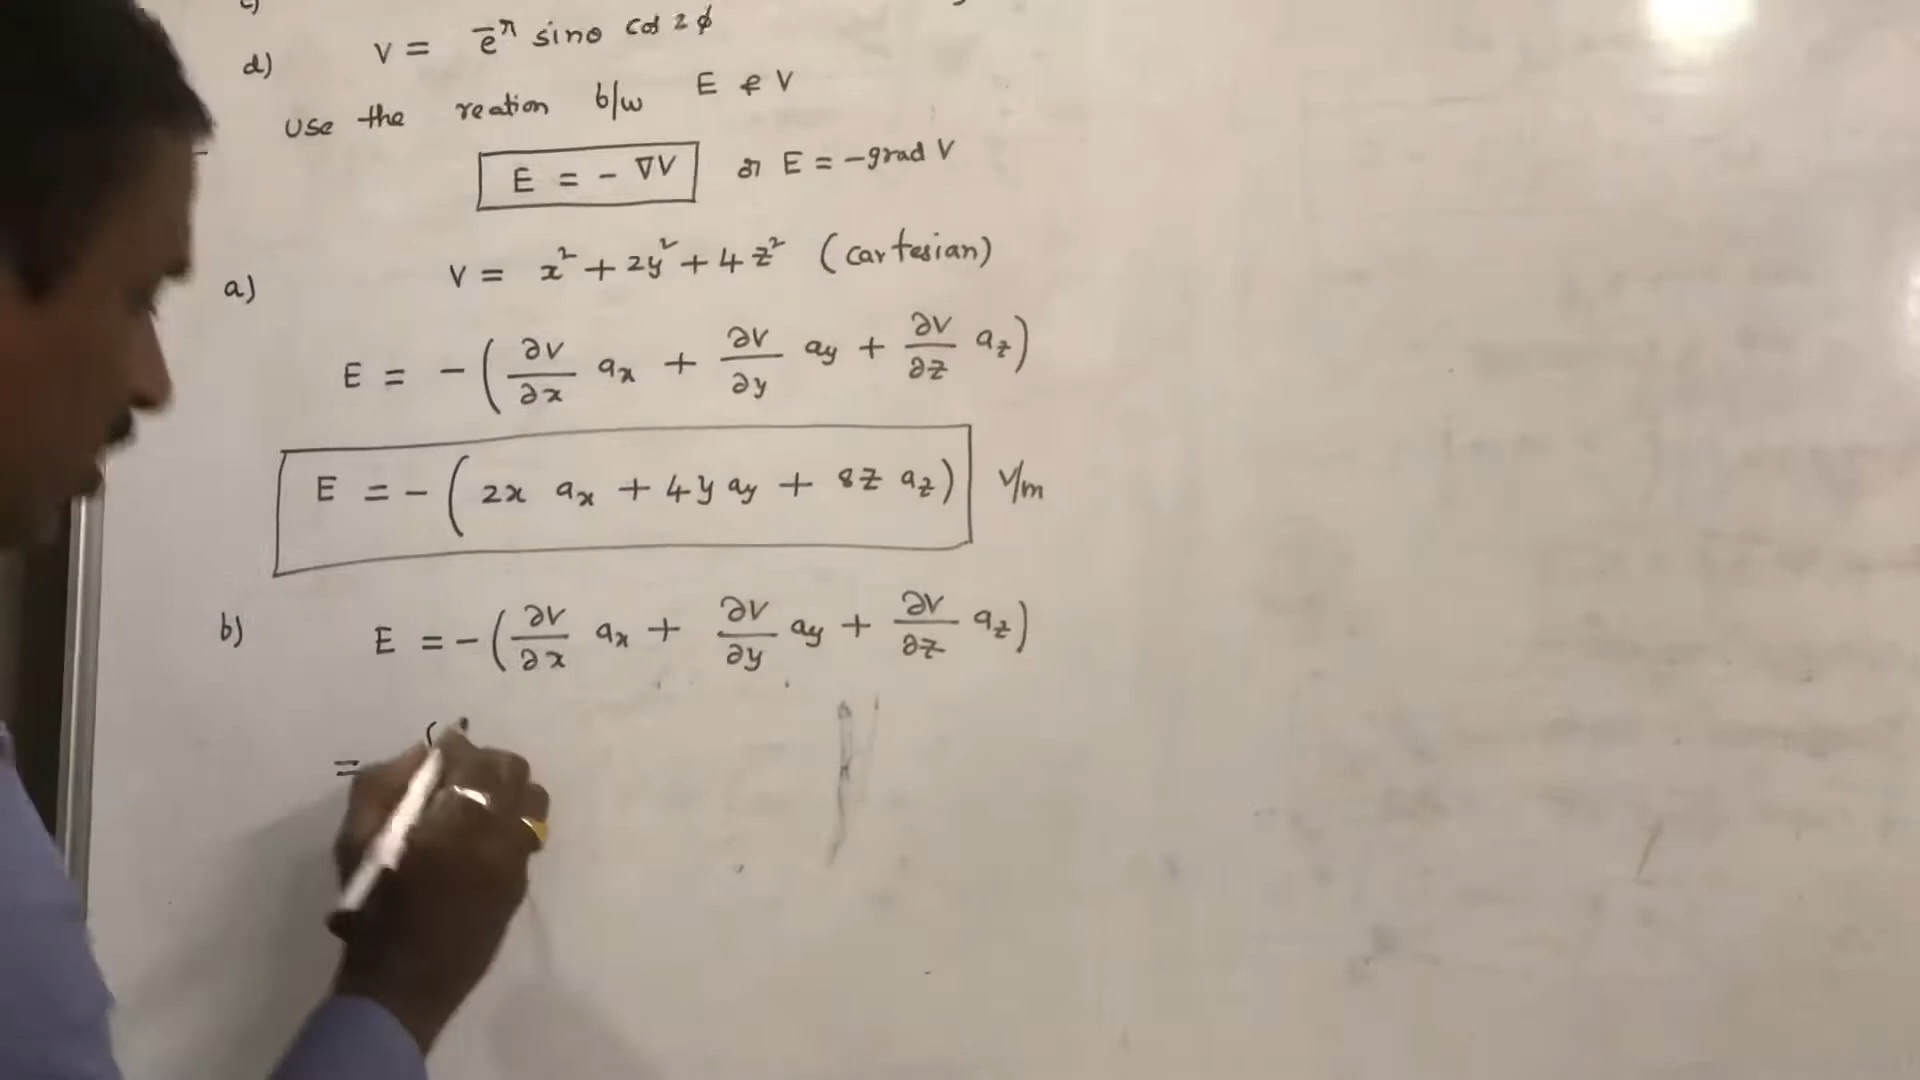 d) V = e̅ʳ sinθ cos 2ϕ
Use the reation b/w E & V
E = - ∇V or E = -grad V
a) V = x² + 2y² + 4z² (cartesian)
E = - ( ∂V/∂x ax + ∂V/∂y ay + ∂V/∂z az )
E = - ( 2x ax + 4y ay + 8z az ) V/m
b) E = - ( ∂V/∂x ax + ∂V/∂y ay + ∂V/∂z az )
=